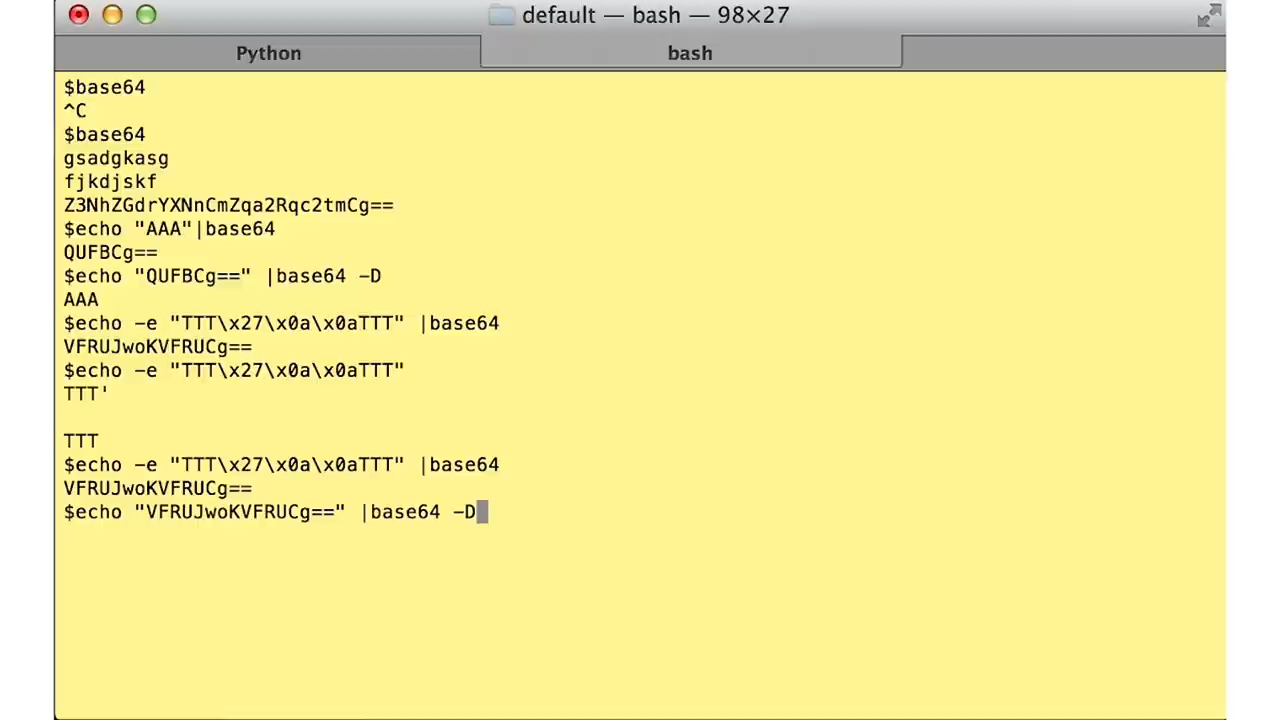 default — bash — 98×27
Python
bash
$base64
^C
$base64
gsadgkasg
fjkdjskf
Z3NhZGdrYXNnCmZqa2Rqc2tmCg==
$echo "AAA"|base64
QUFBCg==
$echo "QUFBCg==" |base64 -D
AAA
$echo -e "TTT\x27\x0a\x0aTTT" |base64
VFRUJwoKVFRUCg==
$echo -e "TTT\x27\x0a\x0aTTT"
TTT'
TTT
$echo -e "TTT\x27\x0a\x0aTTT" |base64
VFRUJwoKVFRUCg==
$echo "VFRUJwoKVFRUCg==" |base64 -D